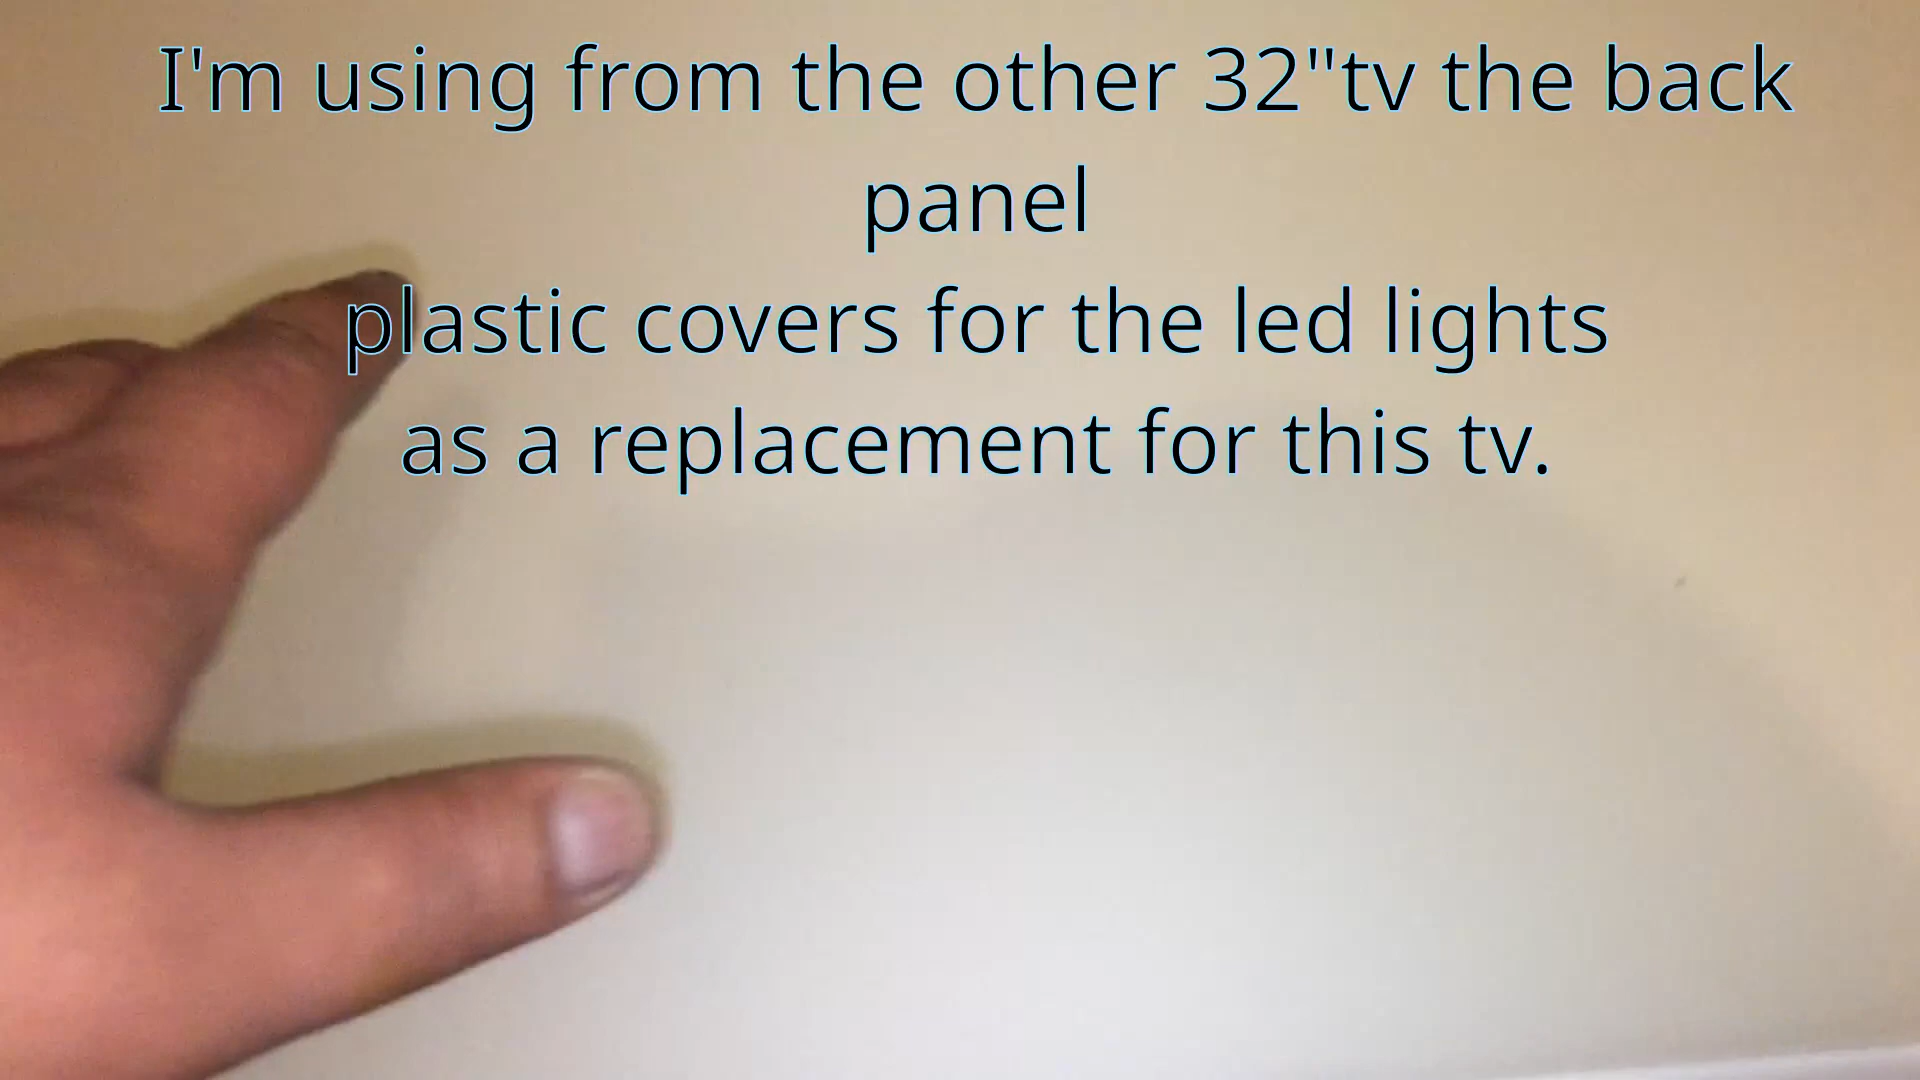 I'm using from the other 32"tv the back
panel
plastic covers for the led lights
as a replacement for this tv.